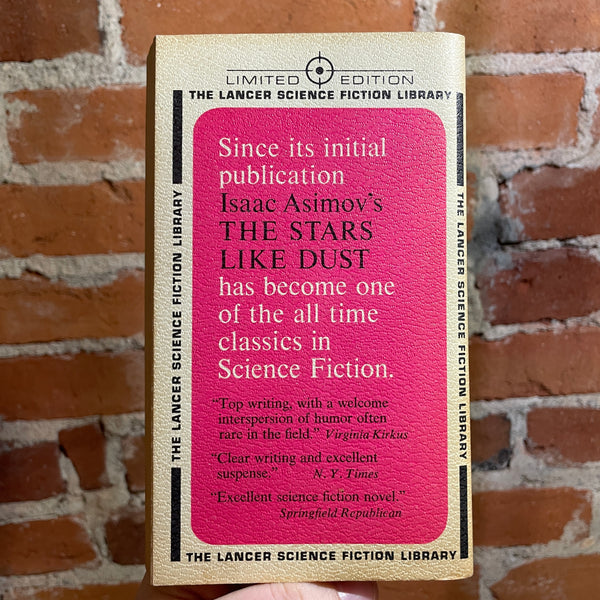 LIMITED EDITION
THE LANCER SCIENCE FICTION LIBRARY
THE LANCER SCIENCE FICTION LIBRARY
THE LANCER SCIENCE FICTION LIBRARY
Since its initial
publication
Isaac Asimov's
THE STARS
LIKE DUST
has become one
of the all time
classics in
Science Fiction.
“Top writing, with a welcome
interspersion of humor often
rare in the field.” Virginia Kirkus
“Clear writing and excellent
suspense.” N. Y. Times
“Excellent science fiction novel.”
Springfield Republican
THE LANCER SCIENCE FICTION LIBRARY